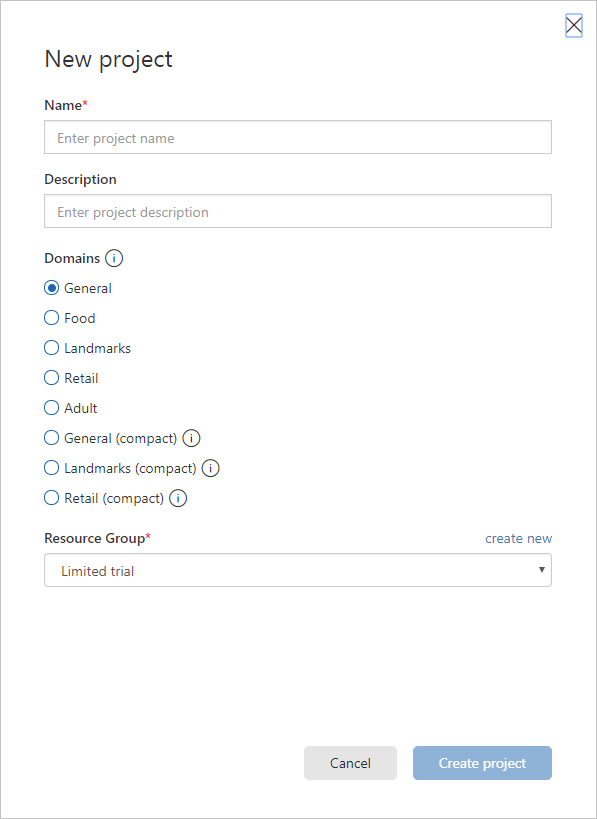 New project
Name*
Enter project name
Description
Enter project description
Domains i
General
Food
Landmarks
Retail
Adult
General (compact) i
Landmarks (compact) i
Retail (compact) i
Resource Group* create new
Limited trial
Cancel Create project